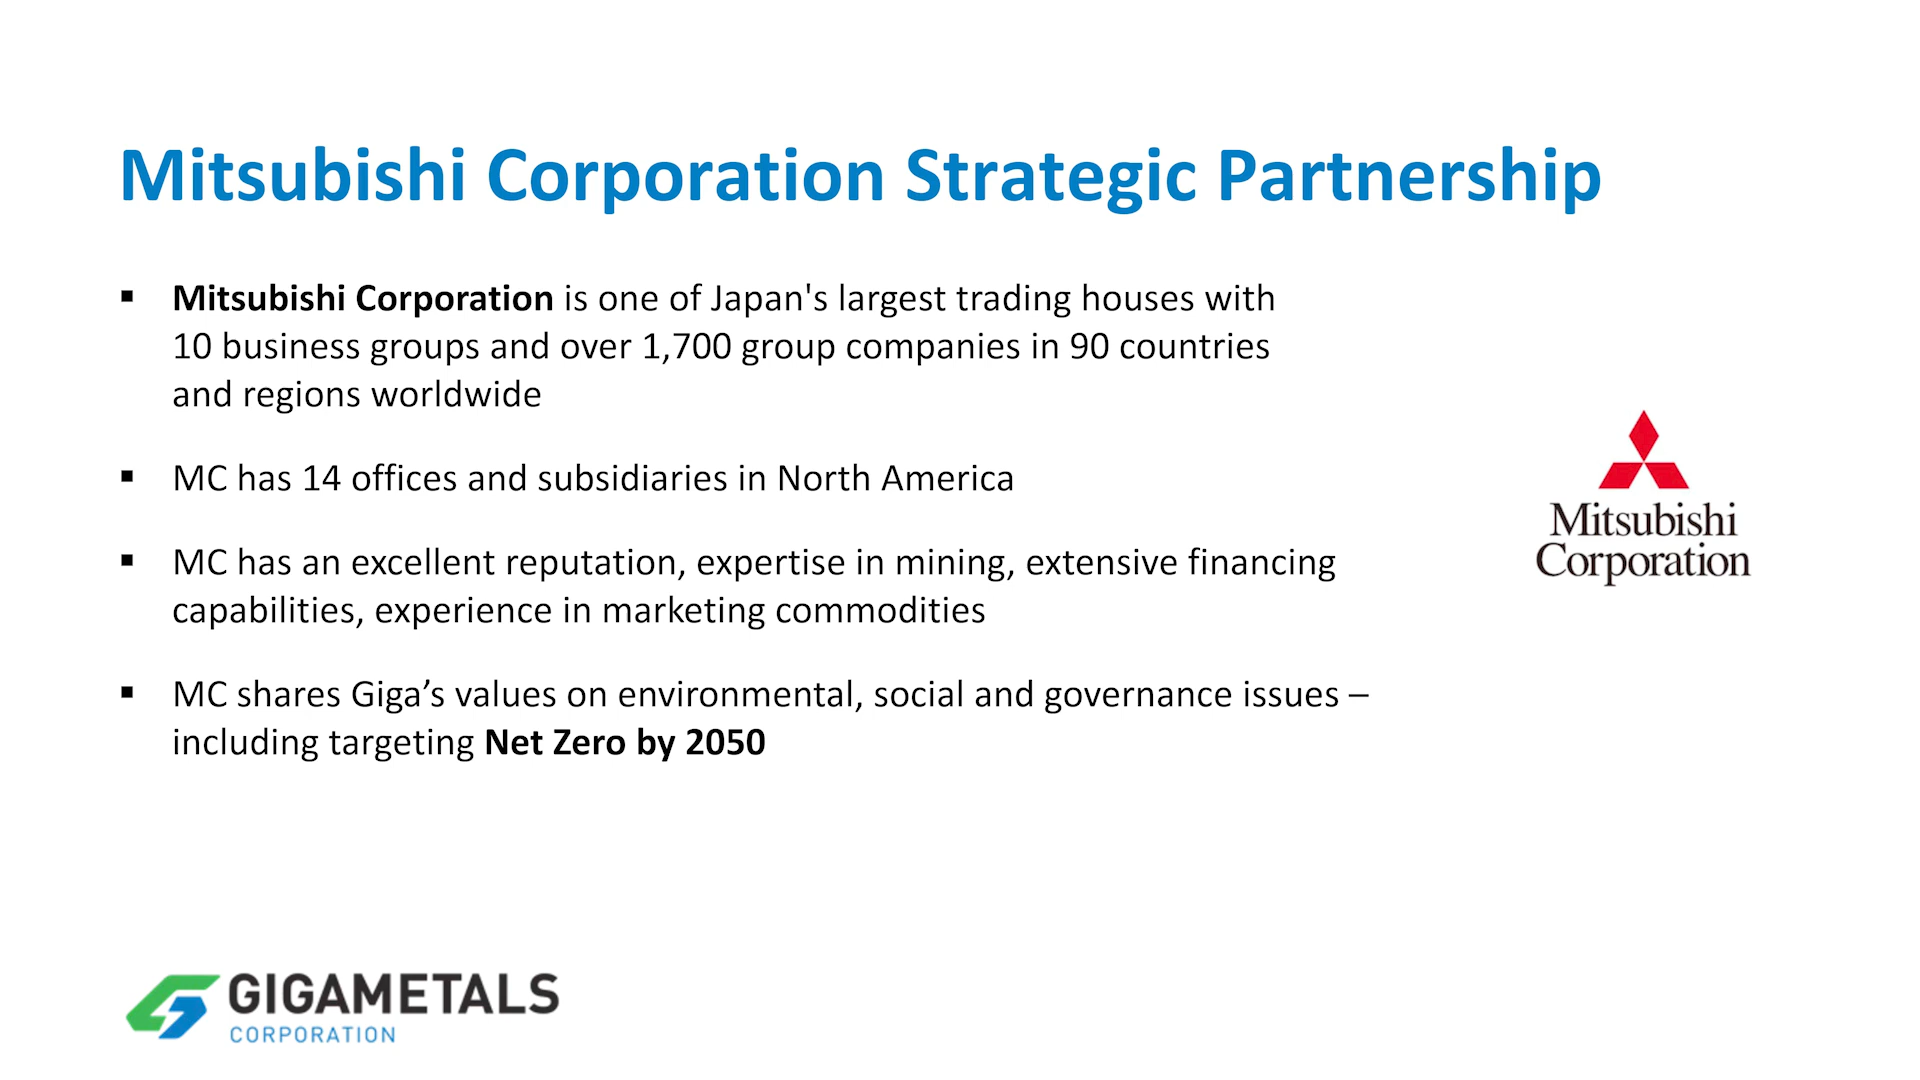 Mitsubishi Corporation Strategic Partnership
▪ Mitsubishi Corporation is one of Japan's largest trading houses with
10 business groups and over 1,700 group companies in 90 countries
and regions worldwide
▪ MC has 14 offices and subsidiaries in North America
▪ MC has an excellent reputation, expertise in mining, extensive financing
capabilities, experience in marketing commodities
▪ MC shares Giga’s values on environmental, social and governance issues –
including targeting Net Zero by 2050
Mitsubishi
Corporation
GIGAMETALS
CORPORATION